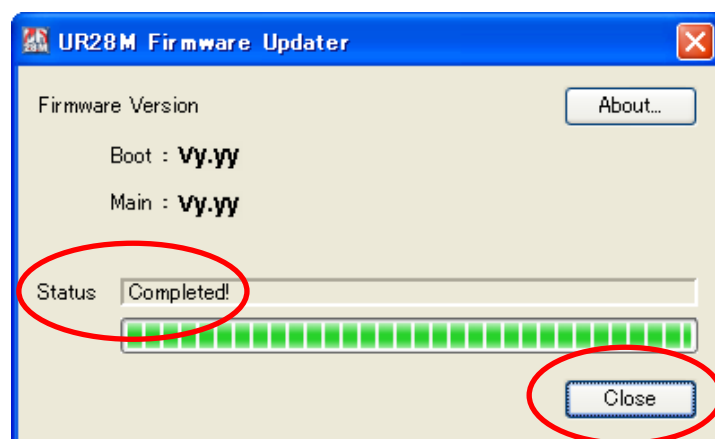 UR28M Firmware Updater
Firmware Version
About...
Boot : Vy.yy
Main : Vy.yy
Status Completed!
Close